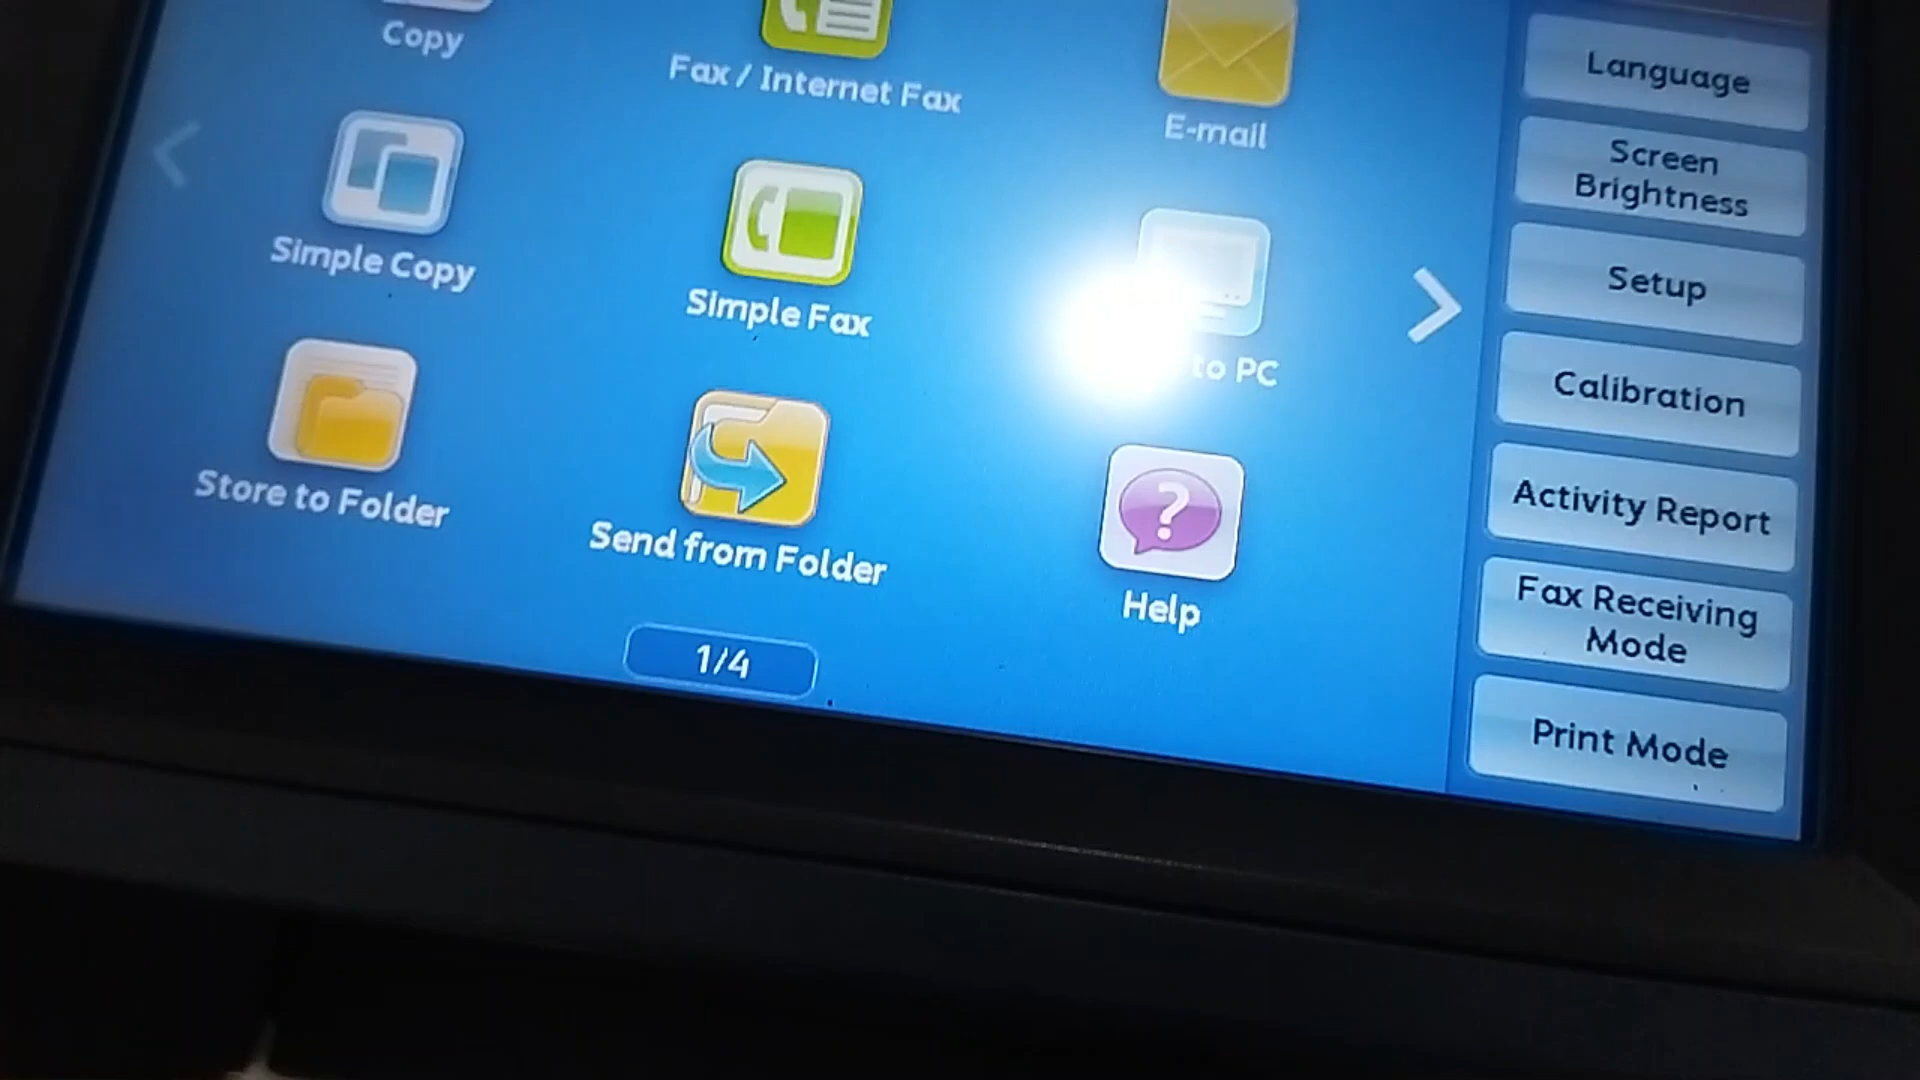 Copy
Fax / Internet Fax
E-mail
Simple Copy
Simple Fax
to PC
Store to Folder
Send from Folder
Help
1/4
Language
Screen
Brightness
Setup
Calibration
Activity Report
Fax Receiving
Mode
Print Mode